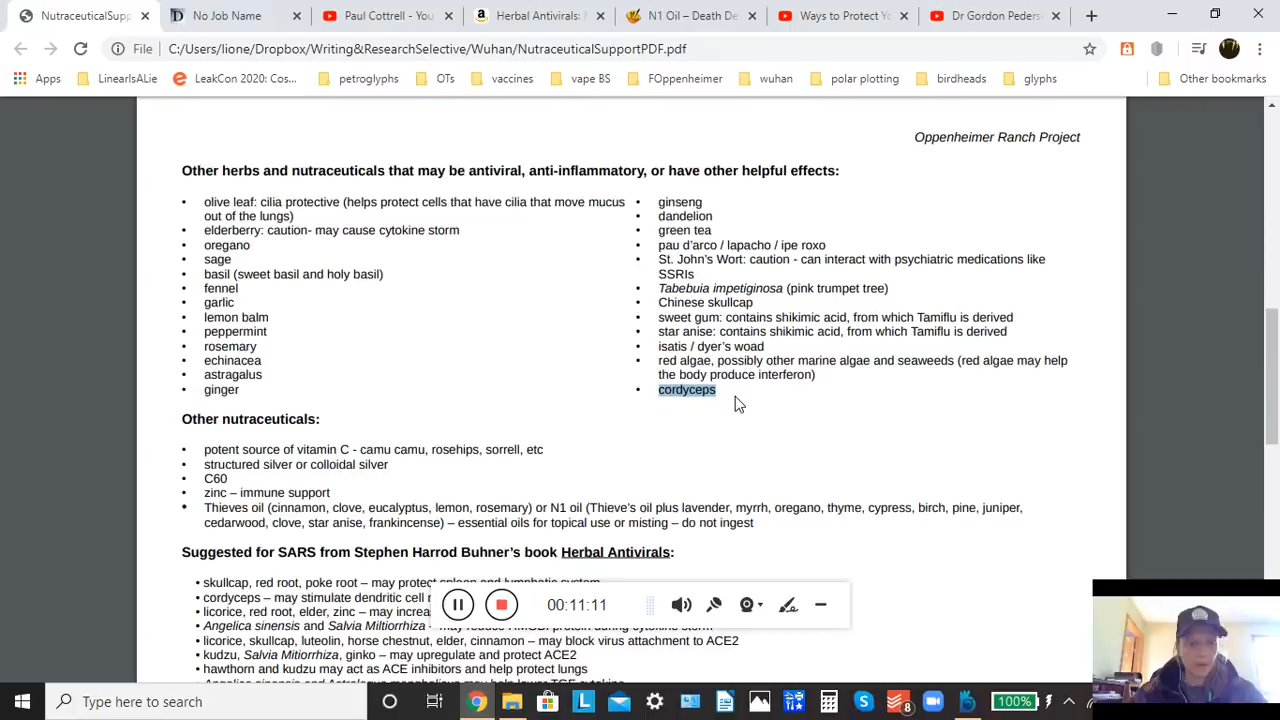 NutraceuticalSupp
No Job Name
Paul Cottrell - You
Herbal Antivirals:
N1 Oil – Death De
Ways to Protect Yo
Dr Gordon Peders
File C:/Users/lione/Dropbox/Writing&ResearchSelective/Wuhan/NutraceuticalSupportPDF.pdf
Apps LinearIsALie LeakCon 2020: Cos... petroglyphs OTs vaccines vape BS FOppenheimer wuhan polar plotting birdheads glyphs Other bookmarks
Oppenheimer Ranch Project
Other herbs and nutraceuticals that may be antiviral, anti-inflammatory, or have other helpful effects:
• olive leaf: cilia protective (helps protect cells that have cilia that move mucus
out of the lungs)
• elderberry: caution- may cause cytokine storm
• oregano
• sage
• basil (sweet basil and holy basil)
• fennel
• garlic
• lemon balm
• peppermint
• rosemary
• echinacea
• astragalus
• ginger
• ginseng
• dandelion
• green tea
• pau d'arco / lapacho / ipe roxo
• St. John's Wort: caution - can interact with psychiatric medications like
SSRIs
• Tabebuia impetiginosa (pink trumpet tree)
• Chinese skullcap
• sweet gum: contains shikimic acid, from which Tamiflu is derived
• star anise: contains shikimic acid, from which Tamiflu is derived
• isatis / dyer's woad
• red algae, possibly other marine algae and seaweeds (red algae may help
the body produce interferon)
• cordyceps
Other nutraceuticals:
• potent source of vitamin C - camu camu, rosehips, sorrell, etc
• structured silver or colloidal silver
• C60
• zinc – immune support
• Thieves oil (cinnamon, clove, eucalyptus, lemon, rosemary) or N1 oil (Thieve's oil plus lavender, myrrh, oregano, thyme, cypress, birch, pine, juniper,
cedarwood, clove, star anise, frankincense) – essential oils for topical use or misting – do not ingest
Suggested for SARS from Stephen Harrod Buhner's book Herbal Antivirals:
• skullcap, red root, poke root – may protect spleen and lymphatic system
• cordyceps – may stimulate dendritic cell
• licorice, red root, elder, zinc – may increas
• Angelica sinensis and Salvia Miltiorrhiza -
• licorice, skullcap, luteolin, horse chestnut, elder, cinnamon – may block virus attachment to ACE2
• kudzu, Salvia Mitiorrhiza, ginko – may upregulate and protect ACE2
• hawthorn and kudzu may act as ACE inhibitors and help protect lungs
00:11:11
Type here to search
8
100%